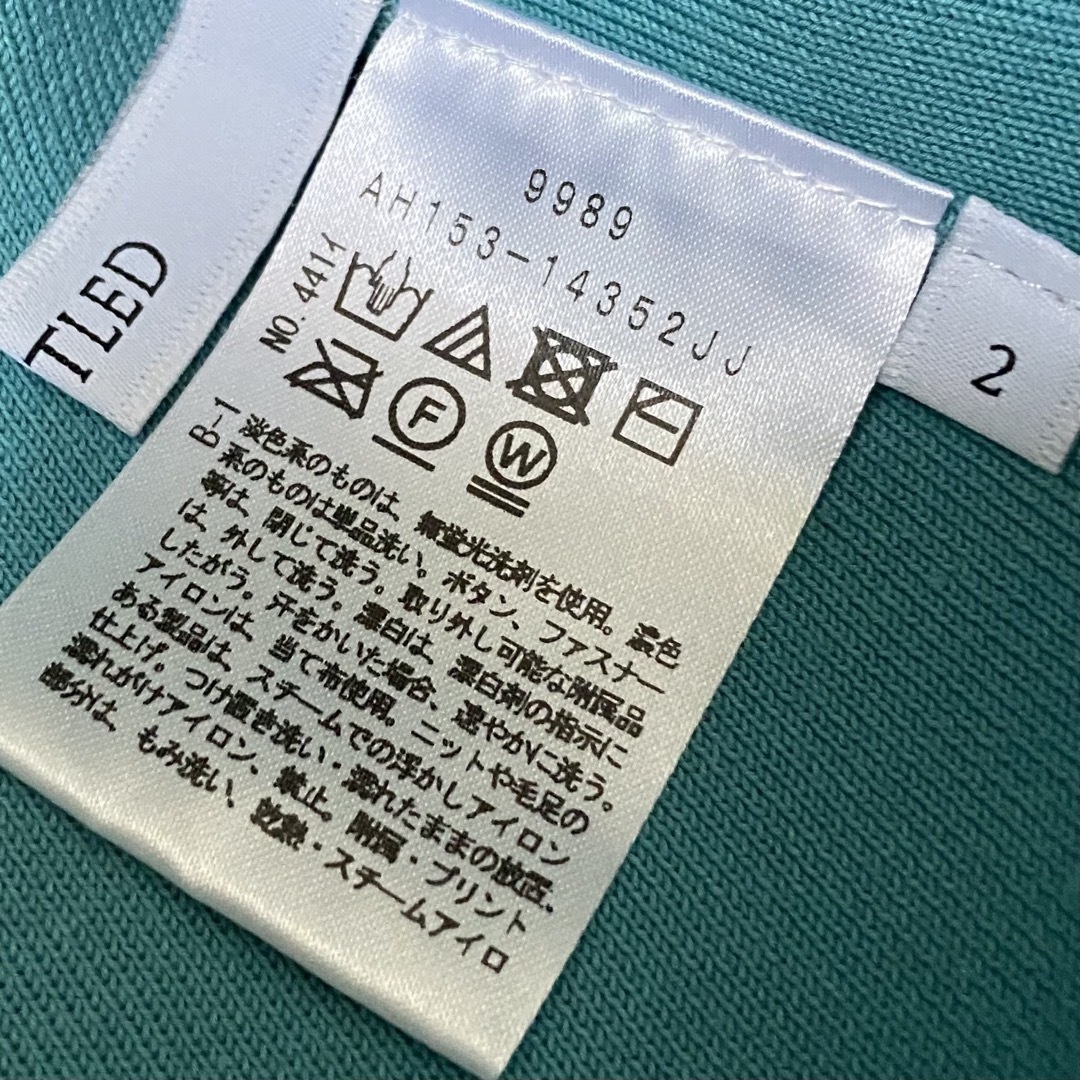 TLED
9989
AH153-14352JJ
NO.441イ
F
W
B-1
淡色系のものは、無蛍光洗剤を使用。濃色
系のものは単品洗い。ボタン、ファスナー
等は、閉じて洗う。取り外し可能な附属品
は、外して洗う。漂白は、漂白剤の指示に
したがう。汗をかいた場合、速やかに洗う。
アイロンは、当て布使用。ニットや毛足の
ある製品は、スチームでの浮かしアイロン
仕上げ。つけ置き洗い・濡れたままの放置、
濡れがけアイロン、禁止。附属・プリント
部分は、もみ洗い、乾熱・スチームアイロ
2